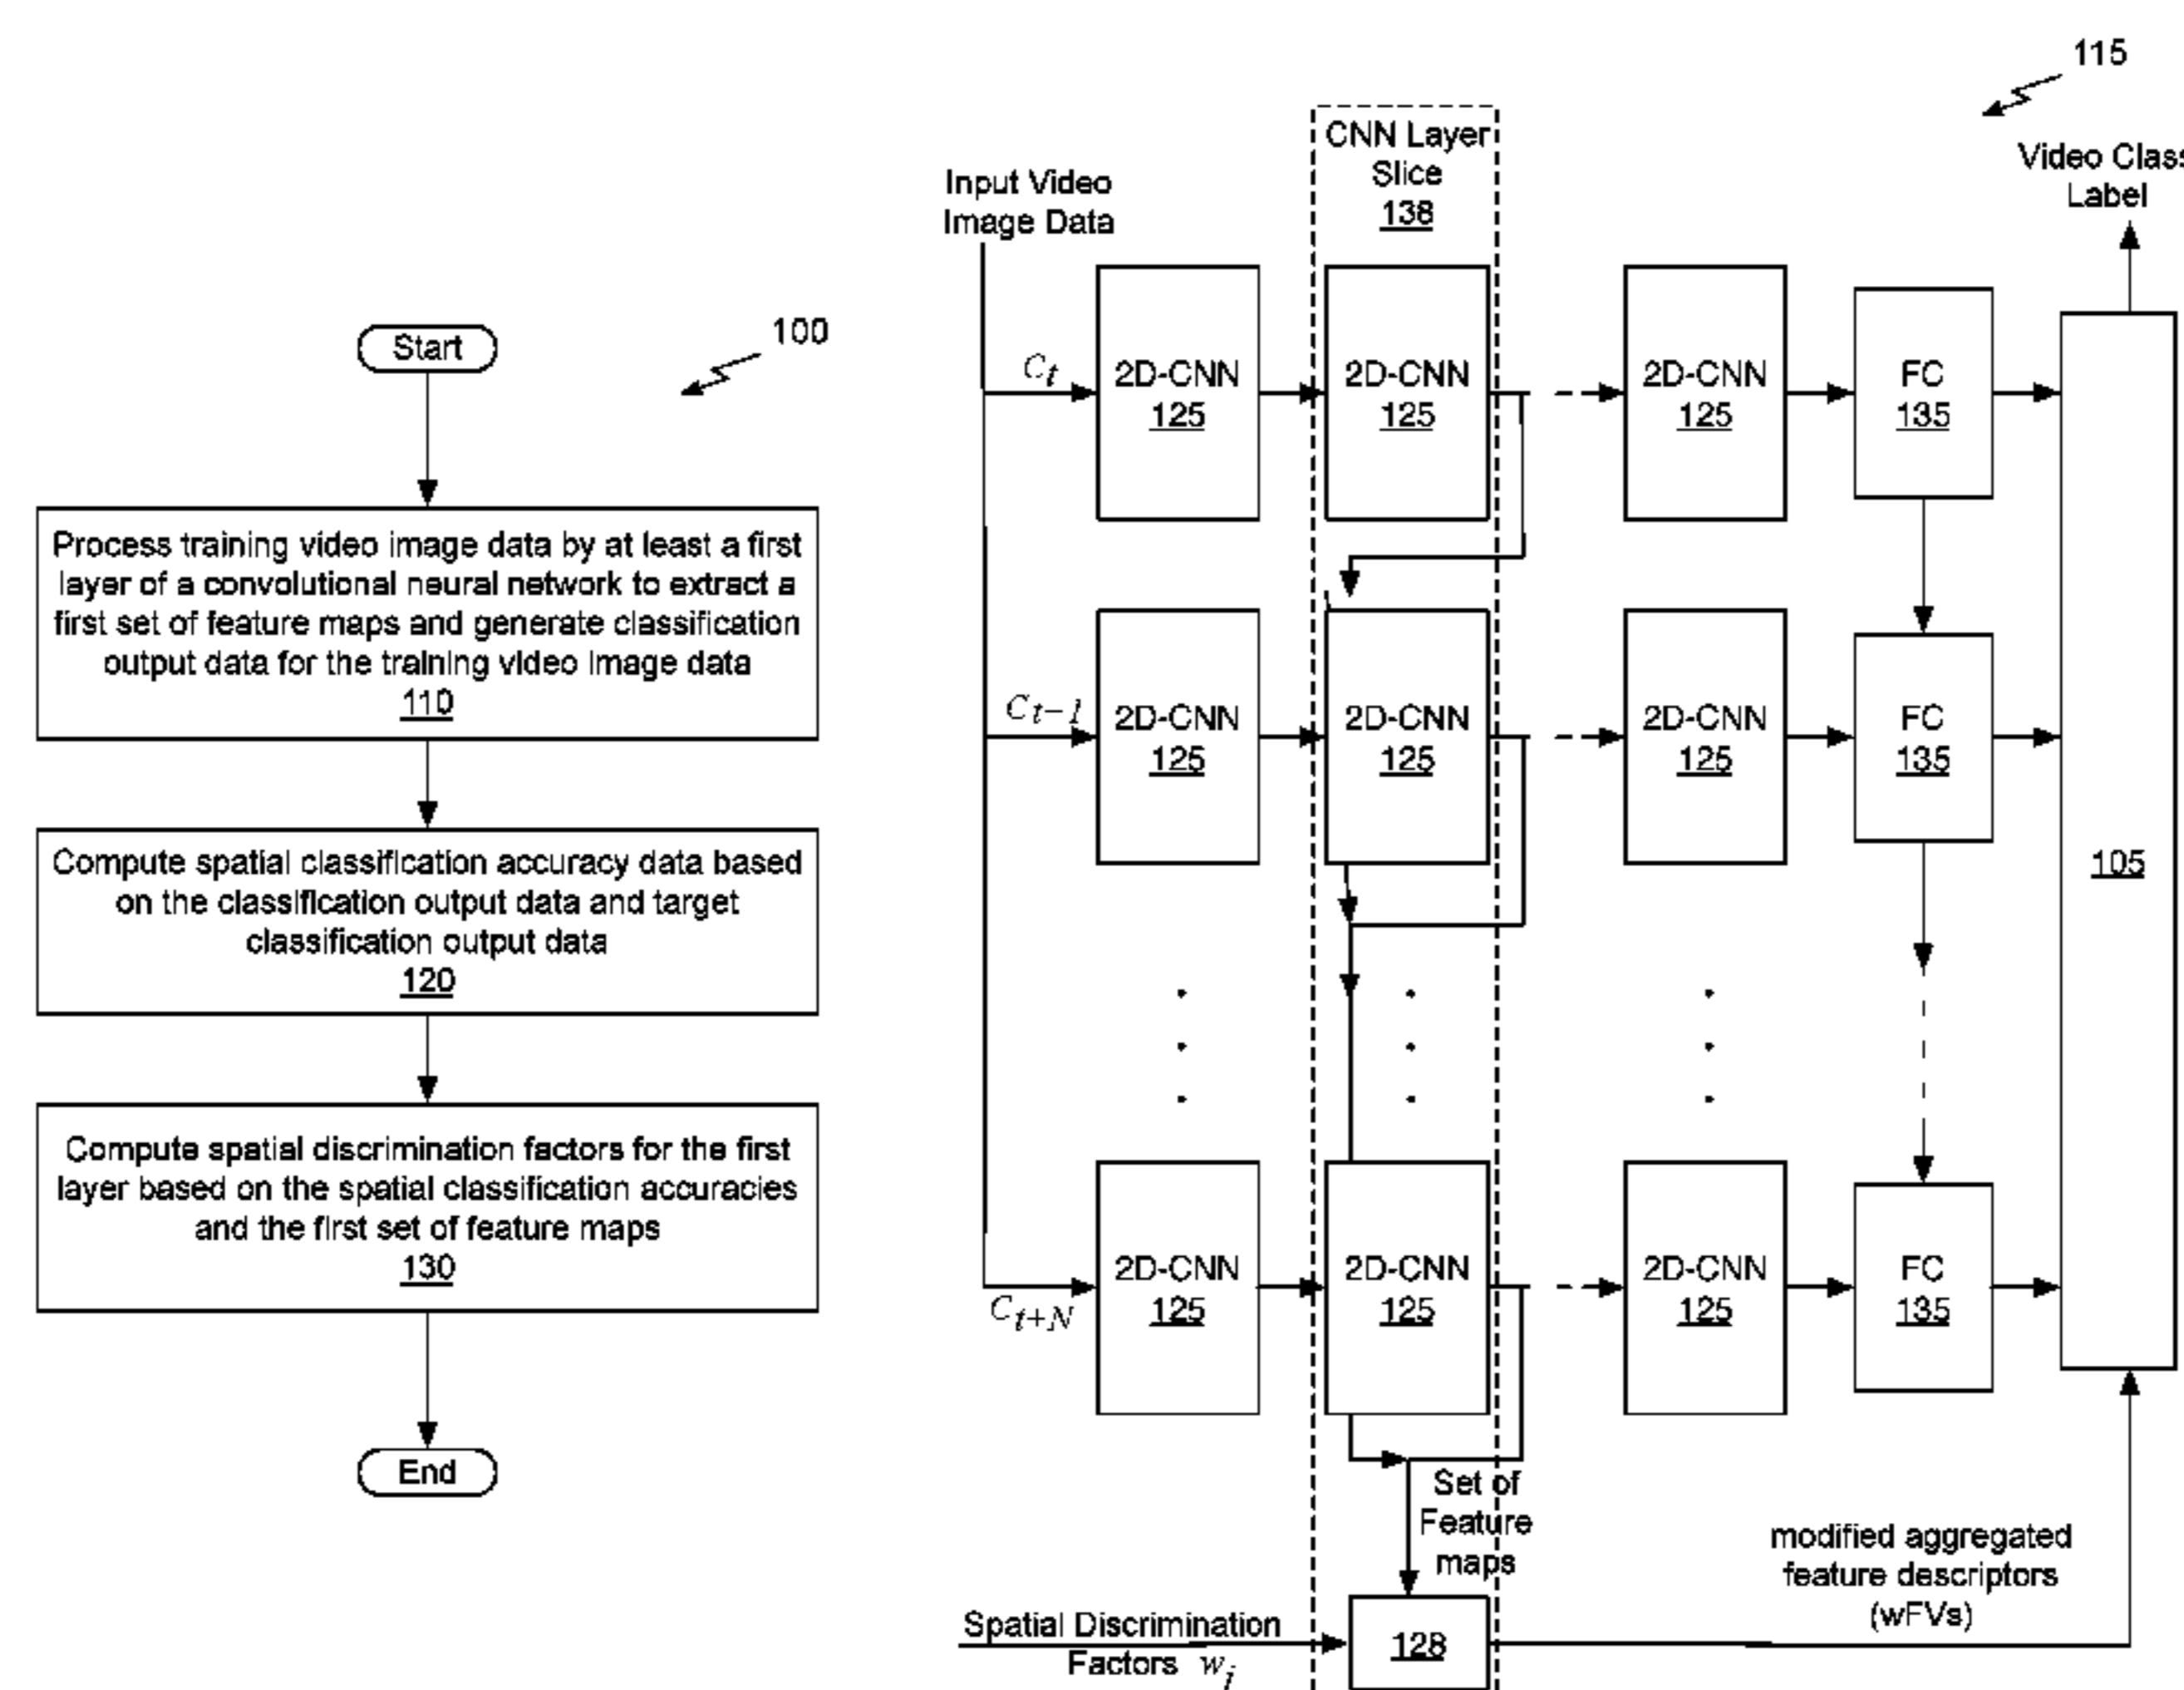 Start
100
Process training video image data by at least a first
layer of a convolutional neural network to extract a
first set of feature maps and generate classification
output data for the training video image data
110
Compute spatial classification accuracy data based
on the classification output data and target
classification output data
120
Compute spatial discrimination factors for the first
layer based on the spatial classification accuracies
and the first set of feature maps
130
End
115
Input Video
Image Data
CNN Layer
Slice
138
Video Class
Label
C_t
2D-CNN
125
2D-CNN
125
2D-CNN
125
FC
135
C_{t-1}
2D-CNN
125
2D-CNN
125
2D-CNN
125
FC
135
105
C_{t+N}
2D-CNN
125
2D-CNN
125
2D-CNN
125
FC
135
Set of
Feature
maps
modified aggregated
feature descriptors
(wFVs)
Spatial Discrimination
Factors w_i
128